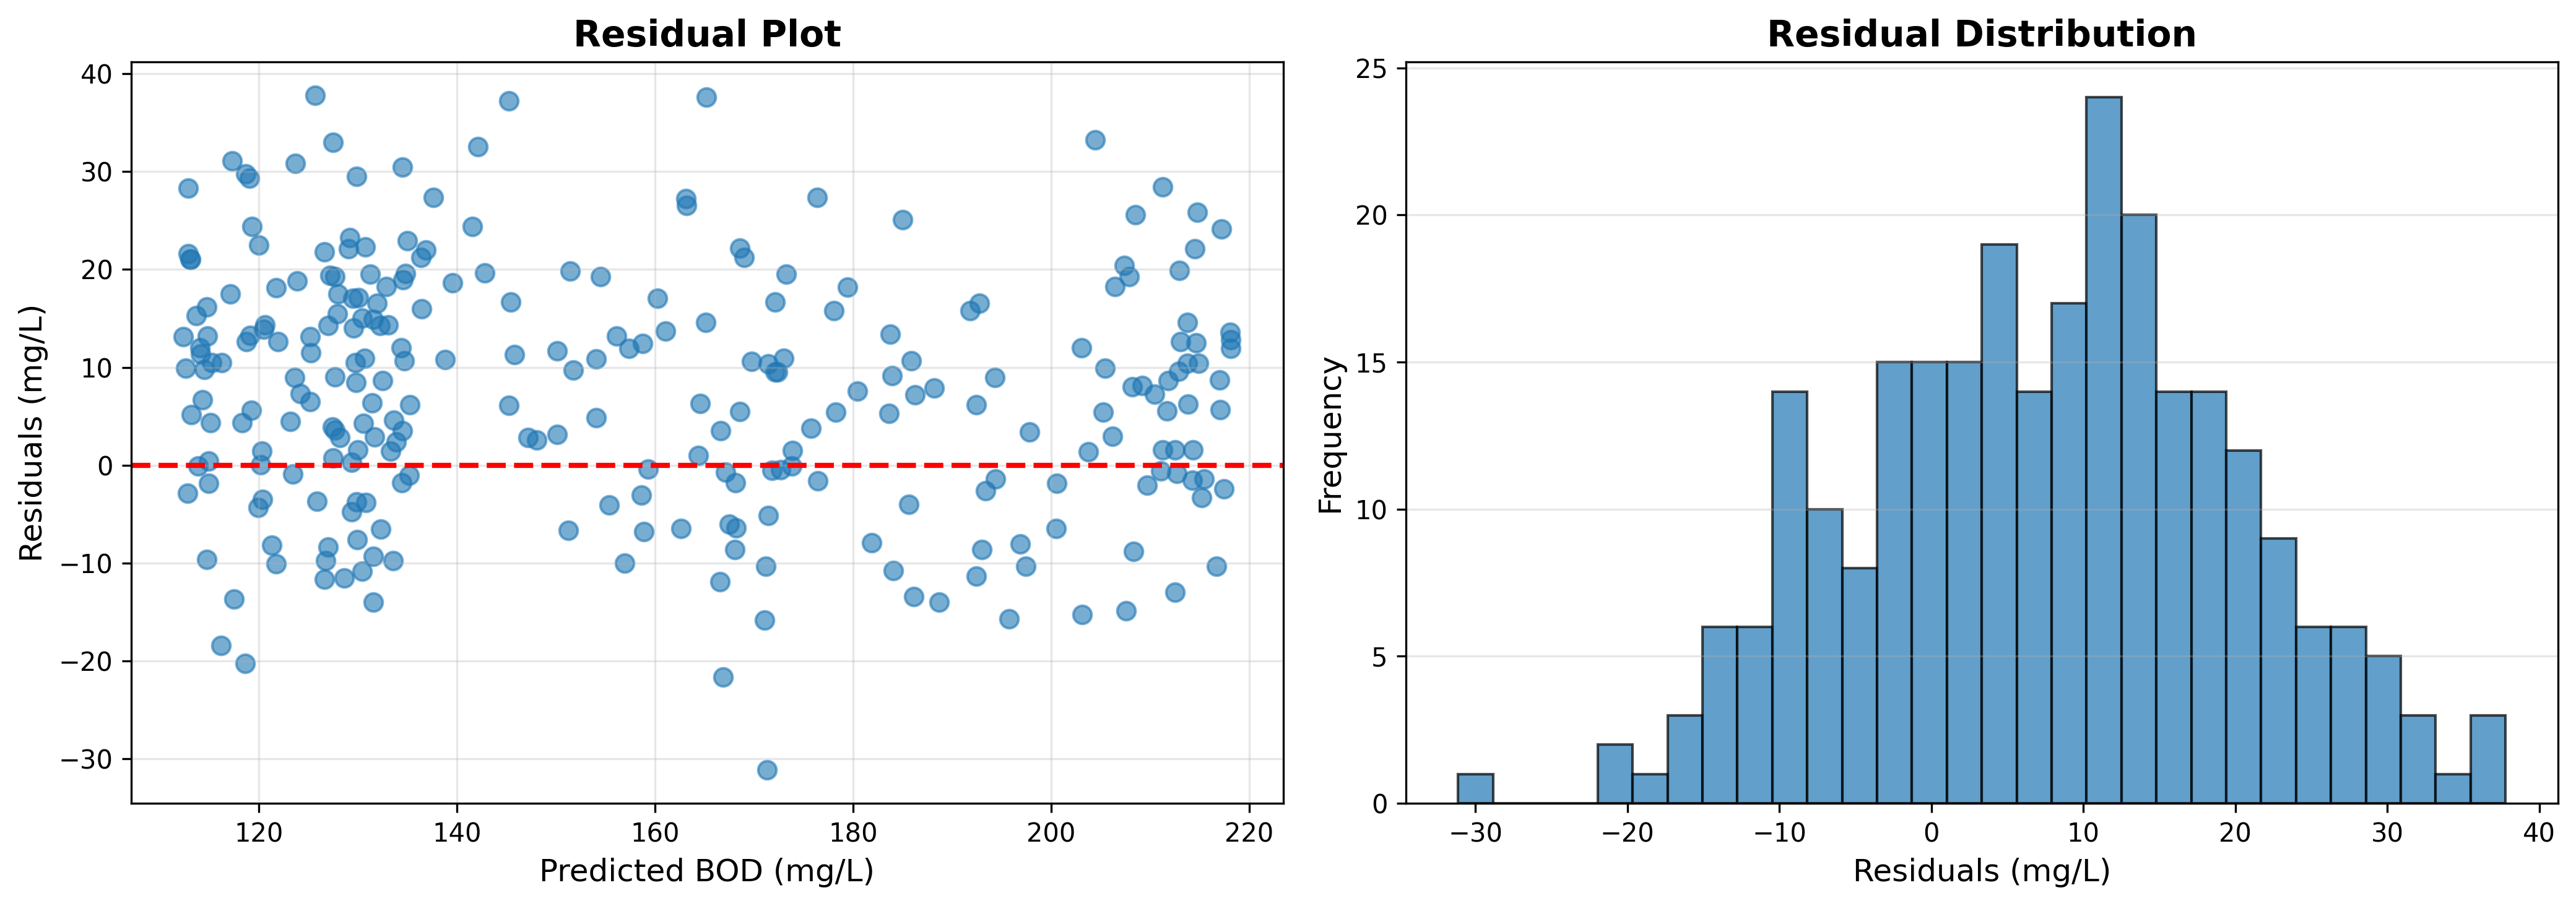 Residual Plot
40
30
20
10
0
−10
−20
−30
Residuals (mg/L)
120 140 160 180 200 220
Predicted BOD (mg/L)
Residual Distribution
25
20
15
10
5
0
Frequency
−30 −20 −10 0 10 20 30 40
Residuals (mg/L)